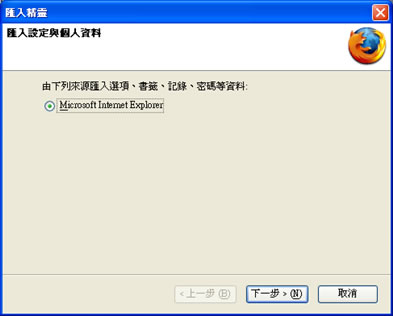 匯入精靈
匯入設定與個人資料
由下列來源匯入選項、書籤、記錄、密碼等資料:
Microsoft Internet Explorer
<上一步(B)
下一步>(N)
取消